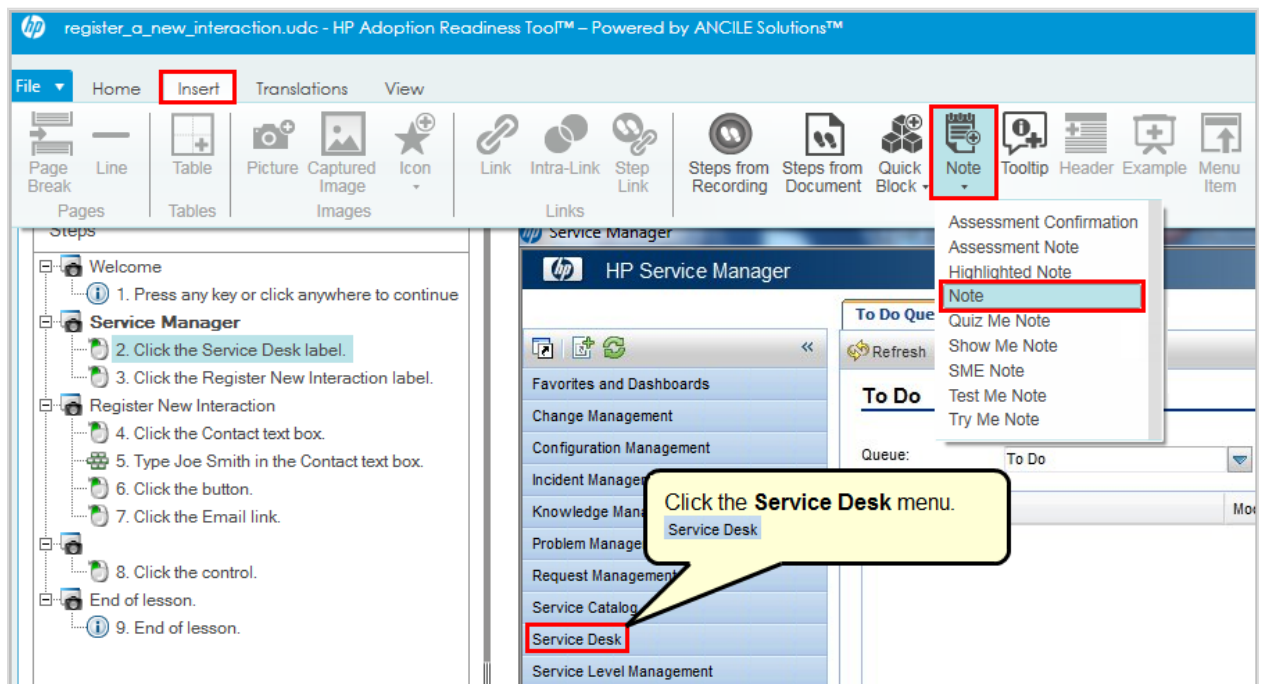 hp register_a_new_interaction.udc - HP Adoption Readiness Tool™ – Powered by ANCILE Solutions™
File Home Insert Translations View
Page Break
Line
Table
Picture
Captured Image
Icon
Link
Intra-Link
Step Link
Steps from Recording
Steps from Document
Quick Block
Note
Tooltip
Header
Example
Menu Item
Pages Tables Images Links
Assessment Confirmation
Assessment Note
Highlighted Note
Note
Quiz Me Note
Show Me Note
SME Note
Test Me Note
Try Me Note
Steps
Welcome
1. Press any key or click anywhere to continue
Service Manager
2. Click the Service Desk label.
3. Click the Register New Interaction label.
Register New Interaction
4. Click the Contact text box.
5. Type Joe Smith in the Contact text box.
6. Click the button.
7. Click the Email link.
8. Click the control.
End of lesson.
9. End of lesson.
hp Service Manager
hp HP Service Manager
To Do Que
Refresh
To Do
Queue: To Do
Mo
Favorites and Dashboards
Change Management
Configuration Management
Incident Manage
Knowledge Mana
Problem Manage
Request Management
Service Catalog
Service Desk
Service Level Management
Click the Service Desk menu.
Service Desk